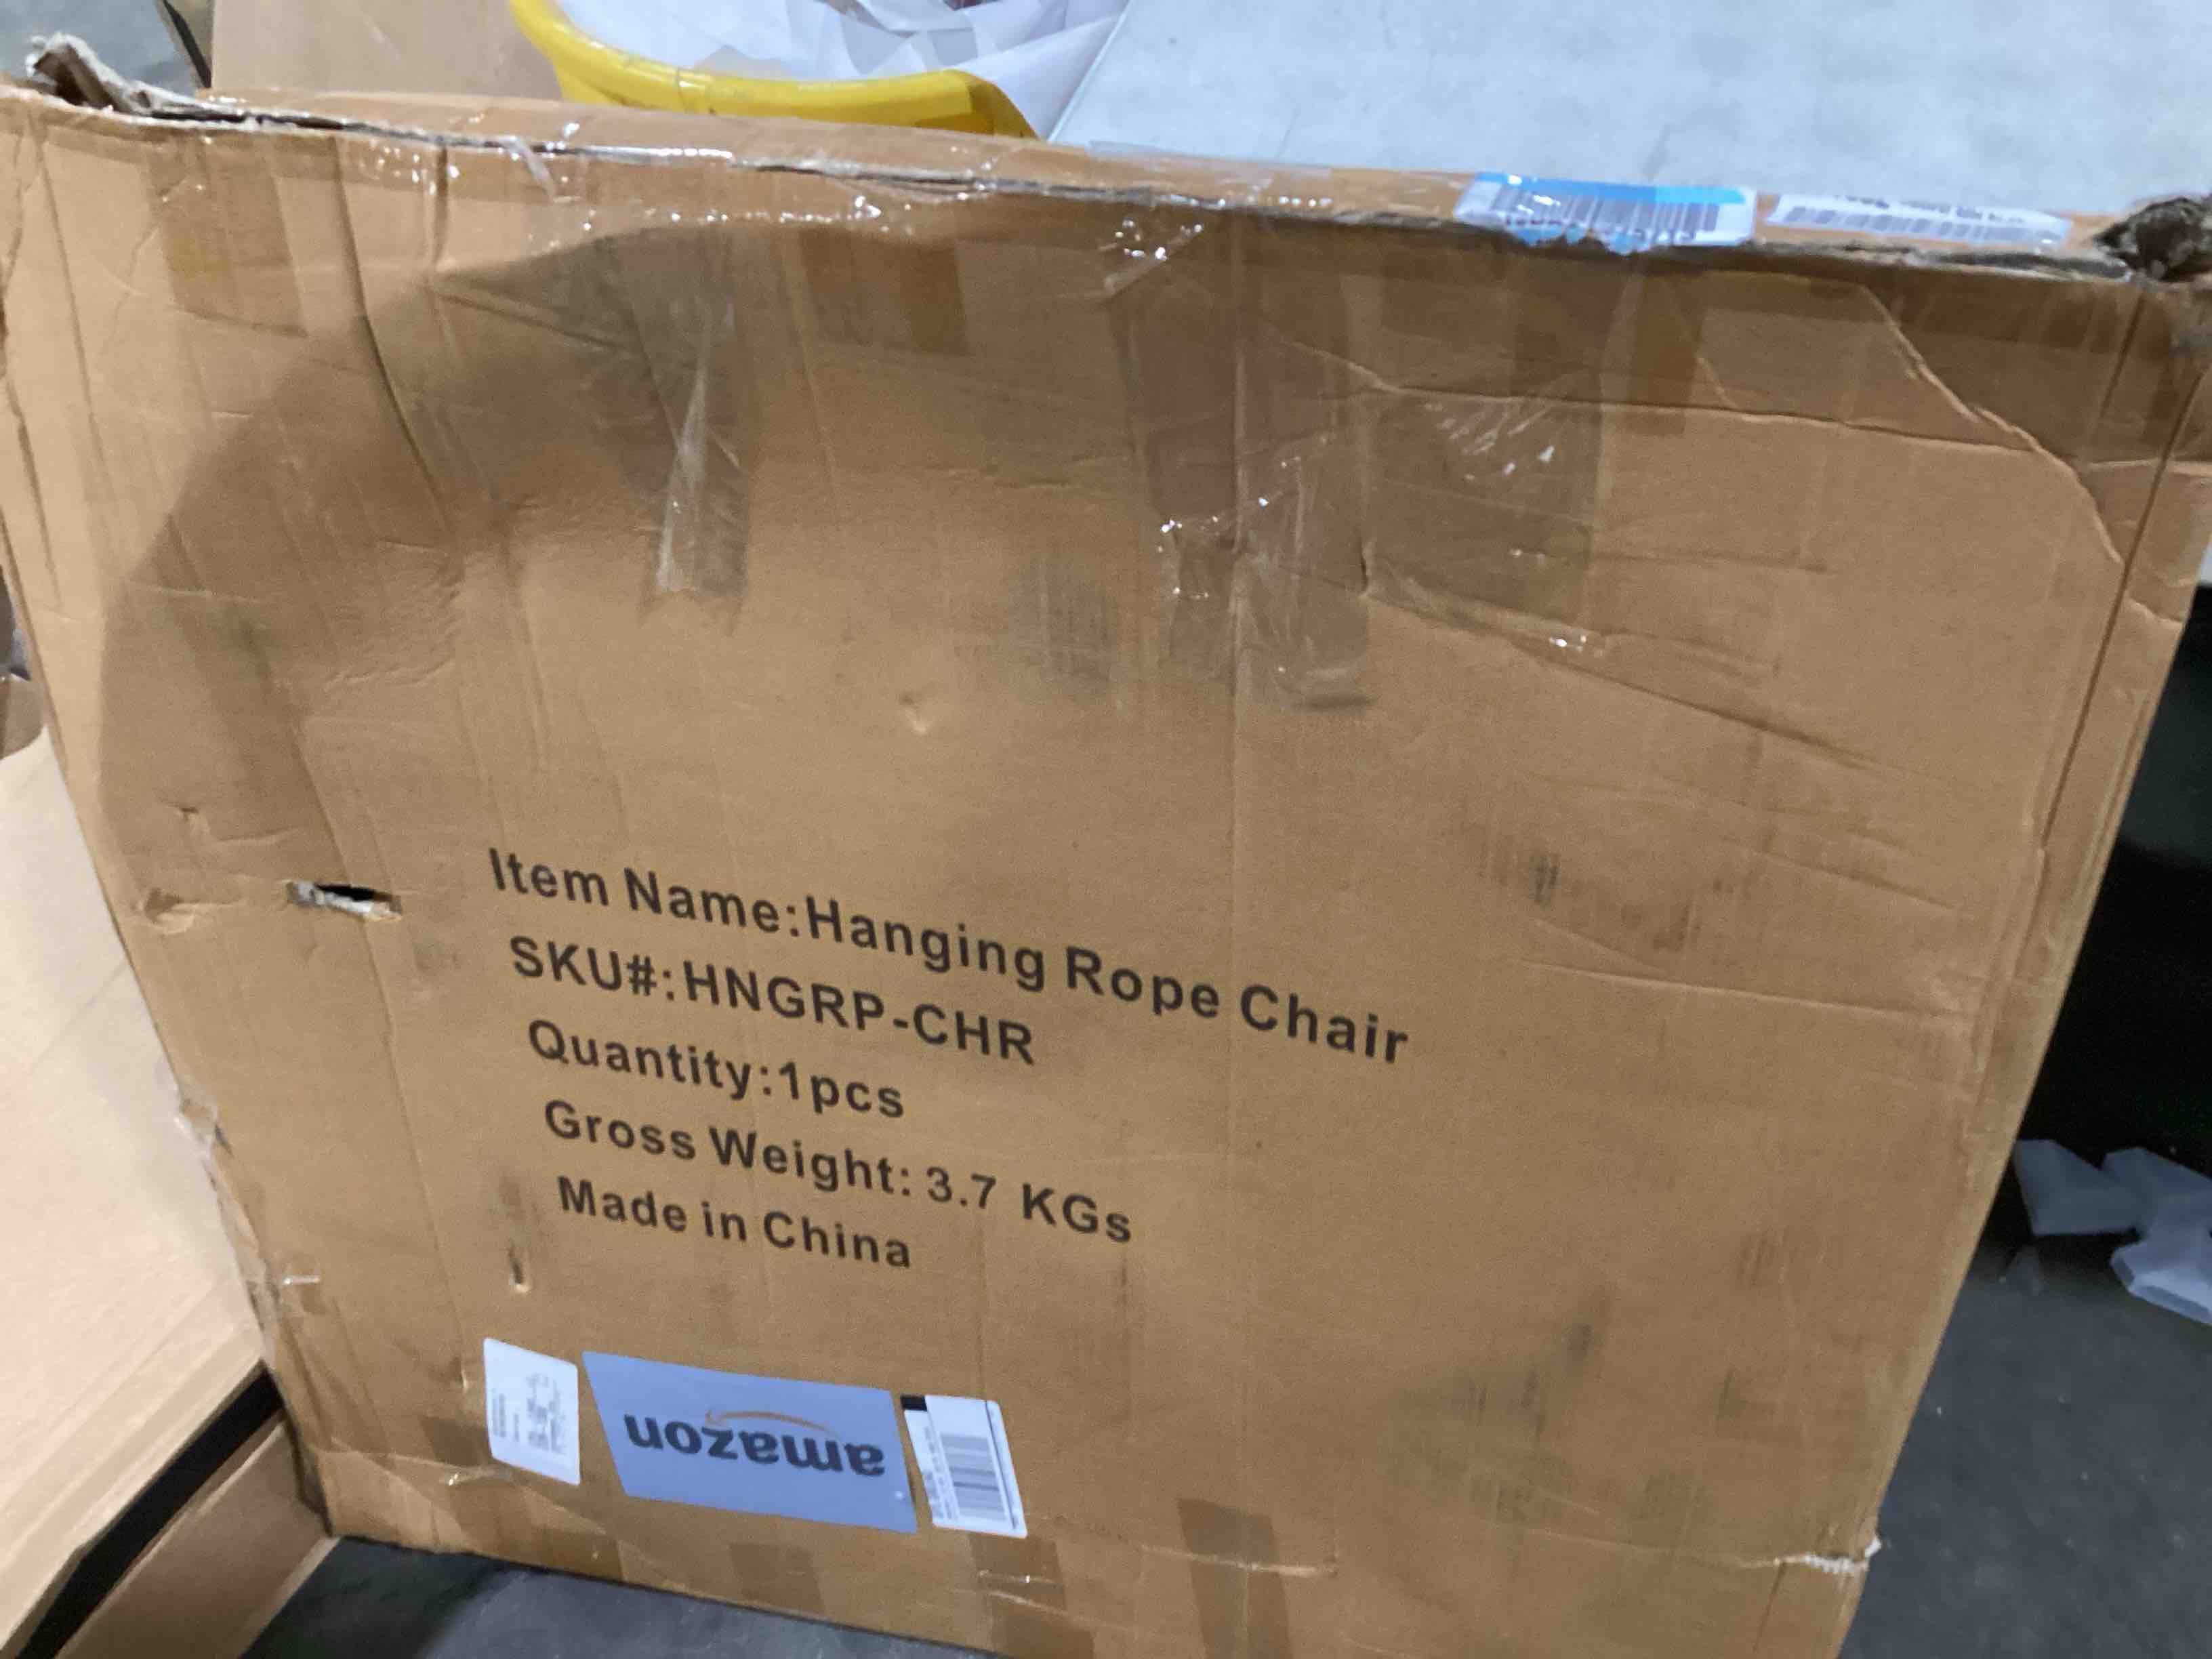 Item Name:Hanging Rope Chair
SKU#:HNGRP-CHR
Quantity:1pcs
Gross Weight: 3.7 KGs
Made in China
amazon